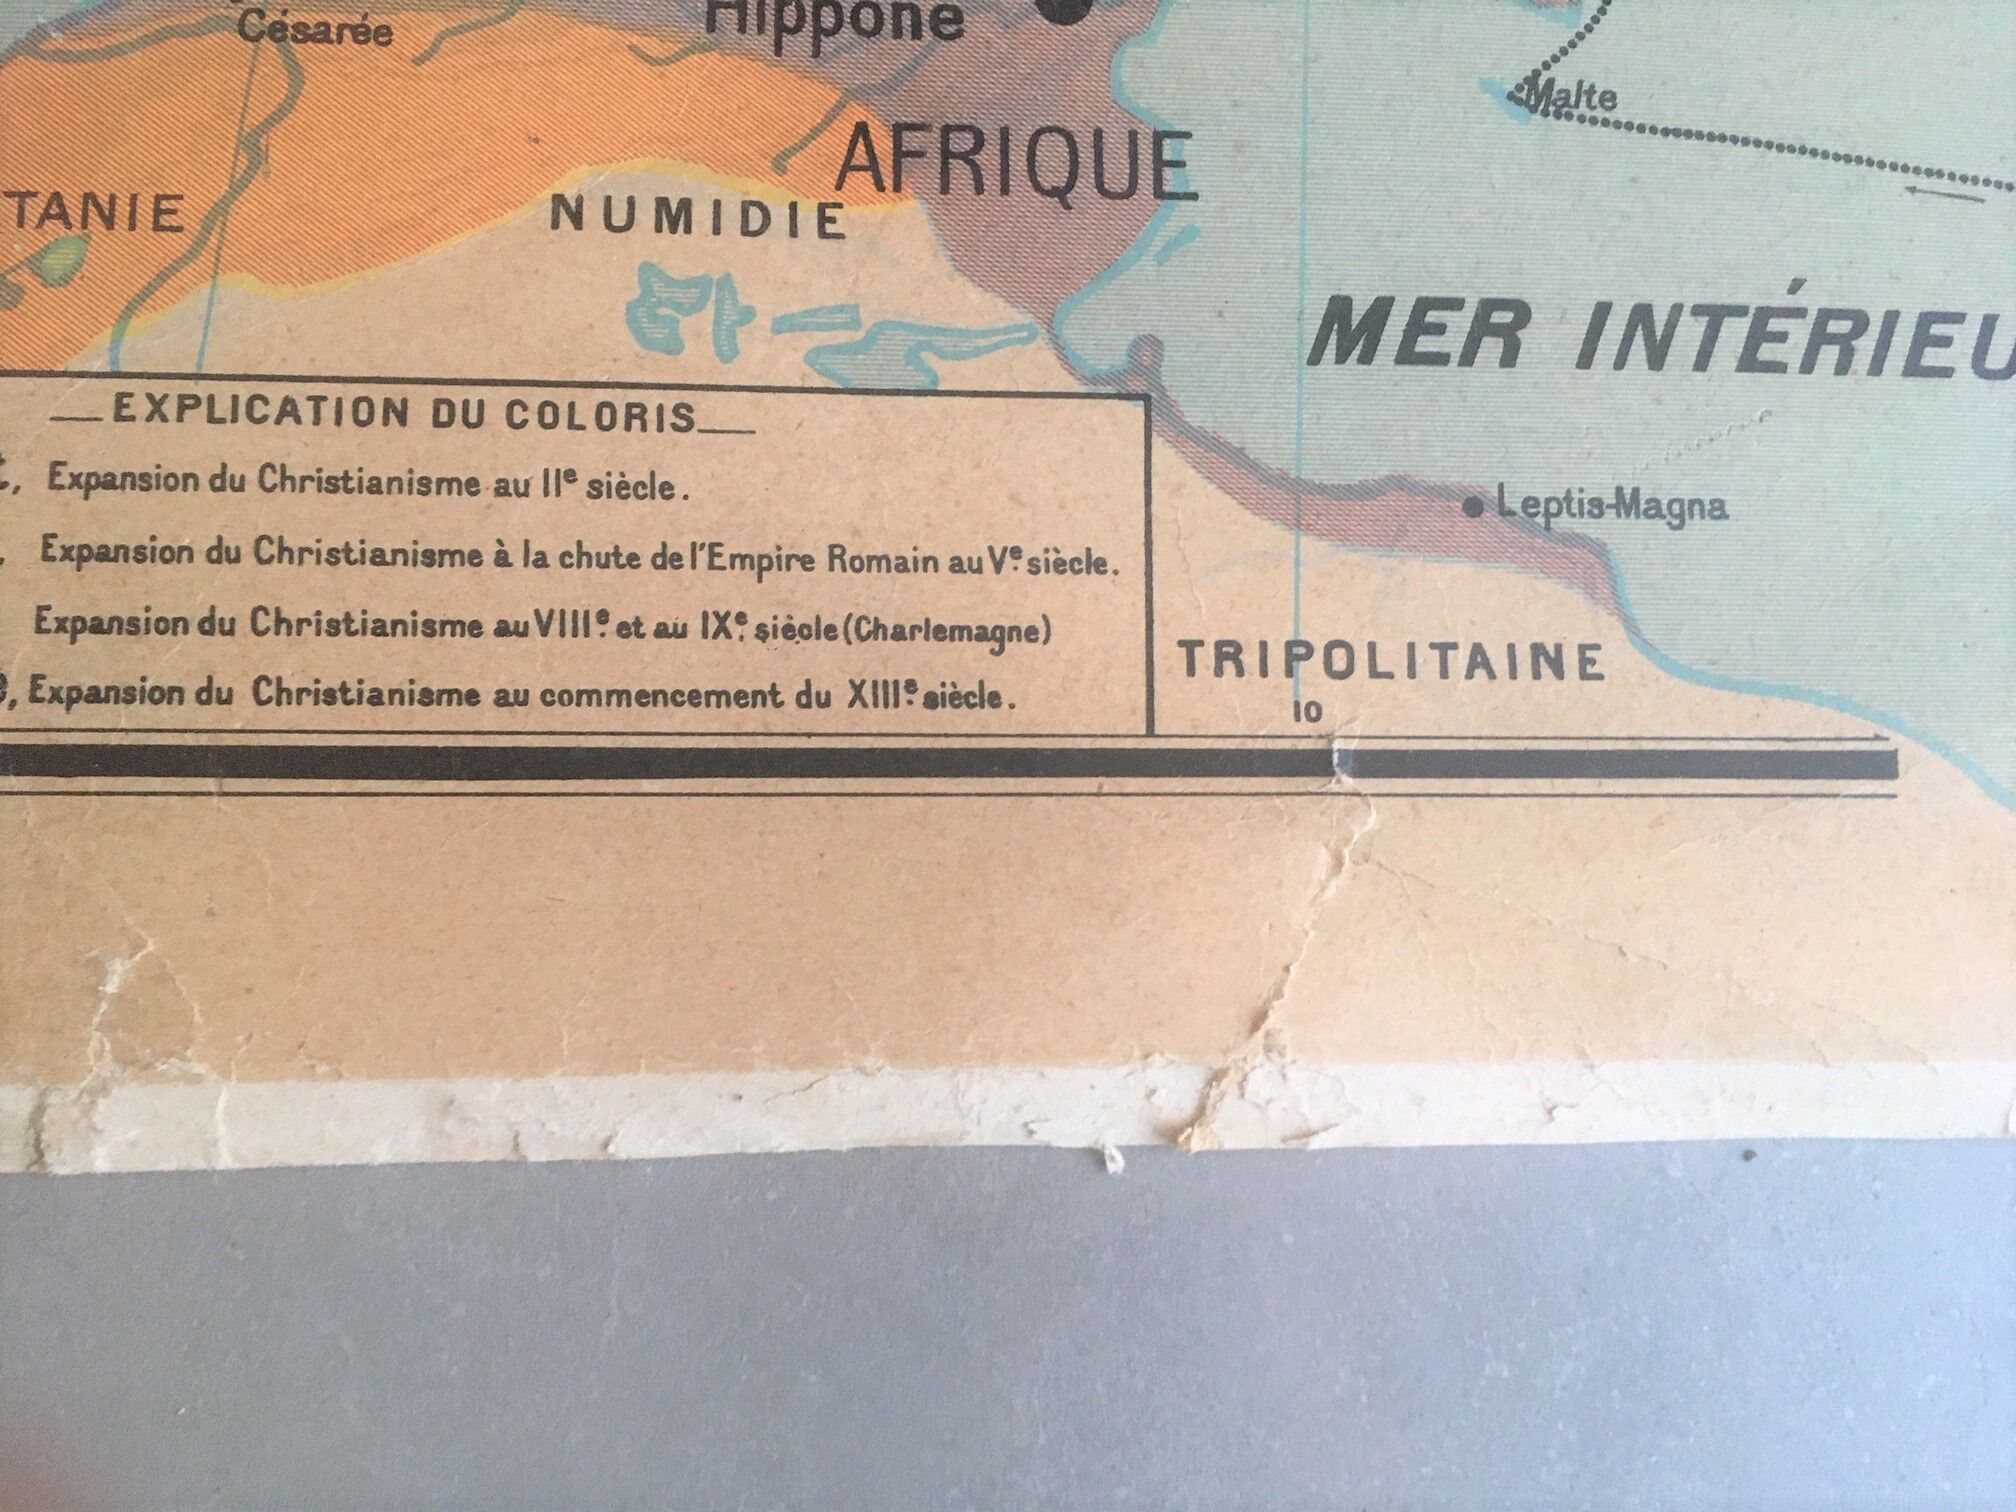 Césarée
Hippone
Malte
AFRIQUE
TANIE
NUMIDIE
MER INTÉRIEU
EXPLICATION DU COLORIS
Expansion du Christianisme au IIe siècle.
Leptis-Magna
Expansion du Christianisme à la chute de l'Empire Romain au Ve siècle.
Expansion du Christianisme au VIIIe et au IXe siècle (Charlemagne)
TRIPOLITAINE
, Expansion du Christianisme au commencement du XIIIe siècle.
10